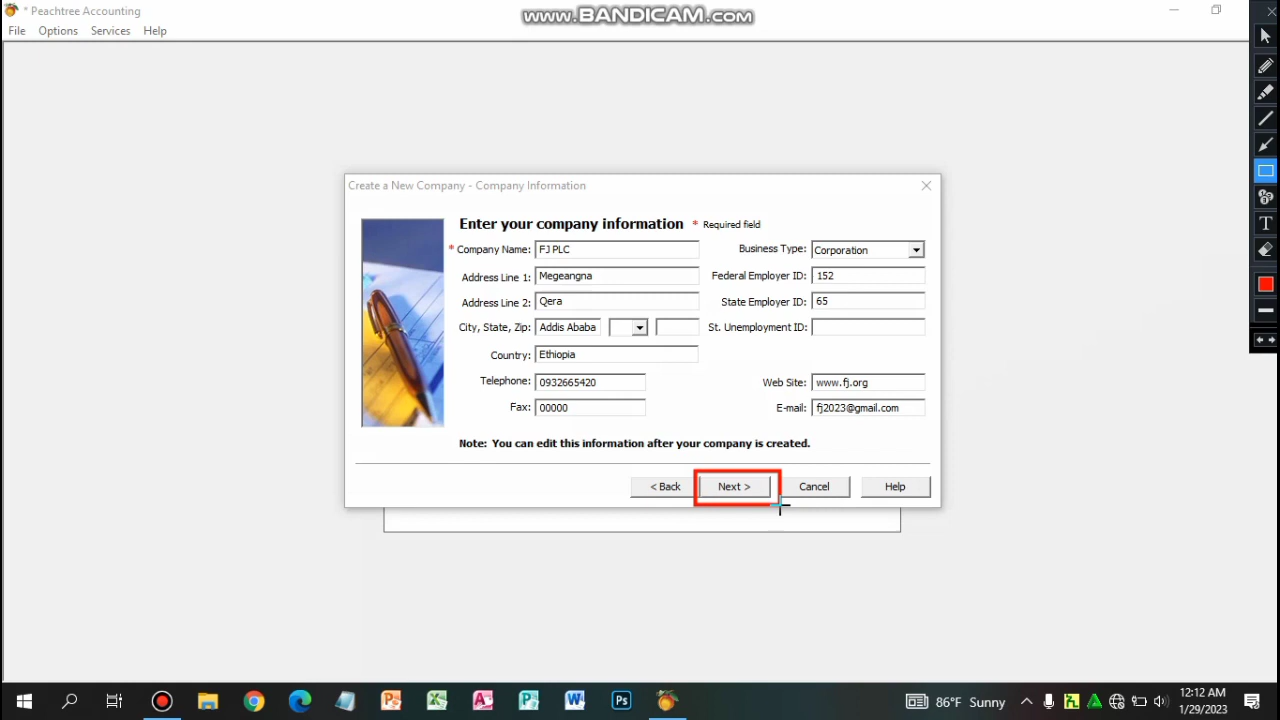 * Peachtree Accounting
www.BANDICAM.com
File Options Services Help
Create a New Company - Company Information
Enter your company information * Required field
* Company Name: FJ PLC Business Type: Corporation
Address Line 1: Megeangna Federal Employer ID: 152
Address Line 2: Qera State Employer ID: 65
City, State, Zip: Addis Ababa St. Unemployment ID:
Country: Ethiopia
Telephone: 0932665420 Web Site: www.fj.org
Fax: 00000 E-mail: fj2023@gmail.com
Note: You can edit this information after your company is created.
< Back Next > Cancel Help
86°F Sunny
12:12 AM
1/29/2023